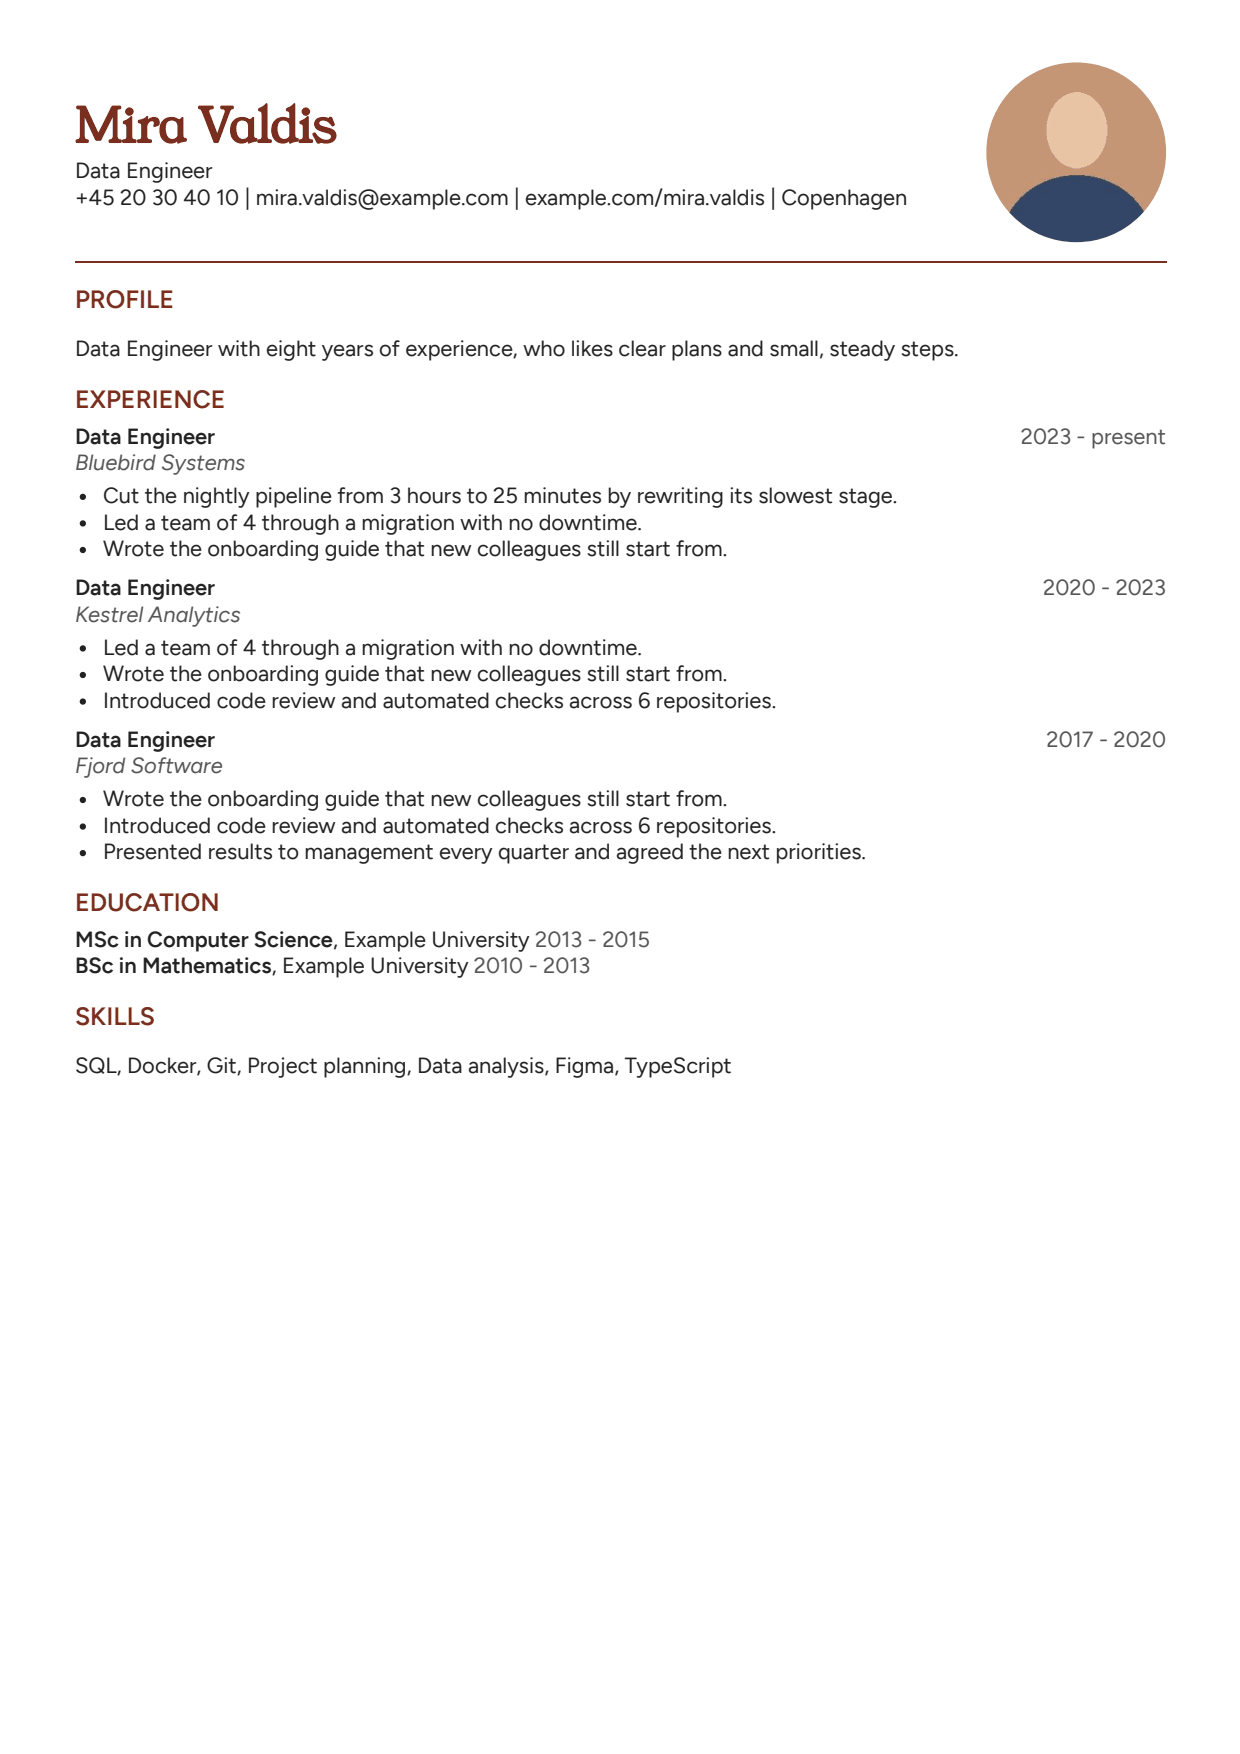 Mira Valdis
Data Engineer
+45 20 30 40 10 | mira.valdis@example.com | example.com/mira.valdis | Copenhagen
PROFILE
Data Engineer with eight years of experience, who likes clear plans and small, steady steps.
EXPERIENCE
Data Engineer 2023 - present
Bluebird Systems
• Cut the nightly pipeline from 3 hours to 25 minutes by rewriting its slowest stage.
• Led a team of 4 through a migration with no downtime.
• Wrote the onboarding guide that new colleagues still start from.
Data Engineer 2020 - 2023
Kestrel Analytics
• Led a team of 4 through a migration with no downtime.
• Wrote the onboarding guide that new colleagues still start from.
• Introduced code review and automated checks across 6 repositories.
Data Engineer 2017 - 2020
Fjord Software
• Wrote the onboarding guide that new colleagues still start from.
• Introduced code review and automated checks across 6 repositories.
• Presented results to management every quarter and agreed the next priorities.
EDUCATION
MSc in Computer Science, Example University 2013 - 2015
BSc in Mathematics, Example University 2010 - 2013
SKILLS
SQL, Docker, Git, Project planning, Data analysis, Figma, TypeScript